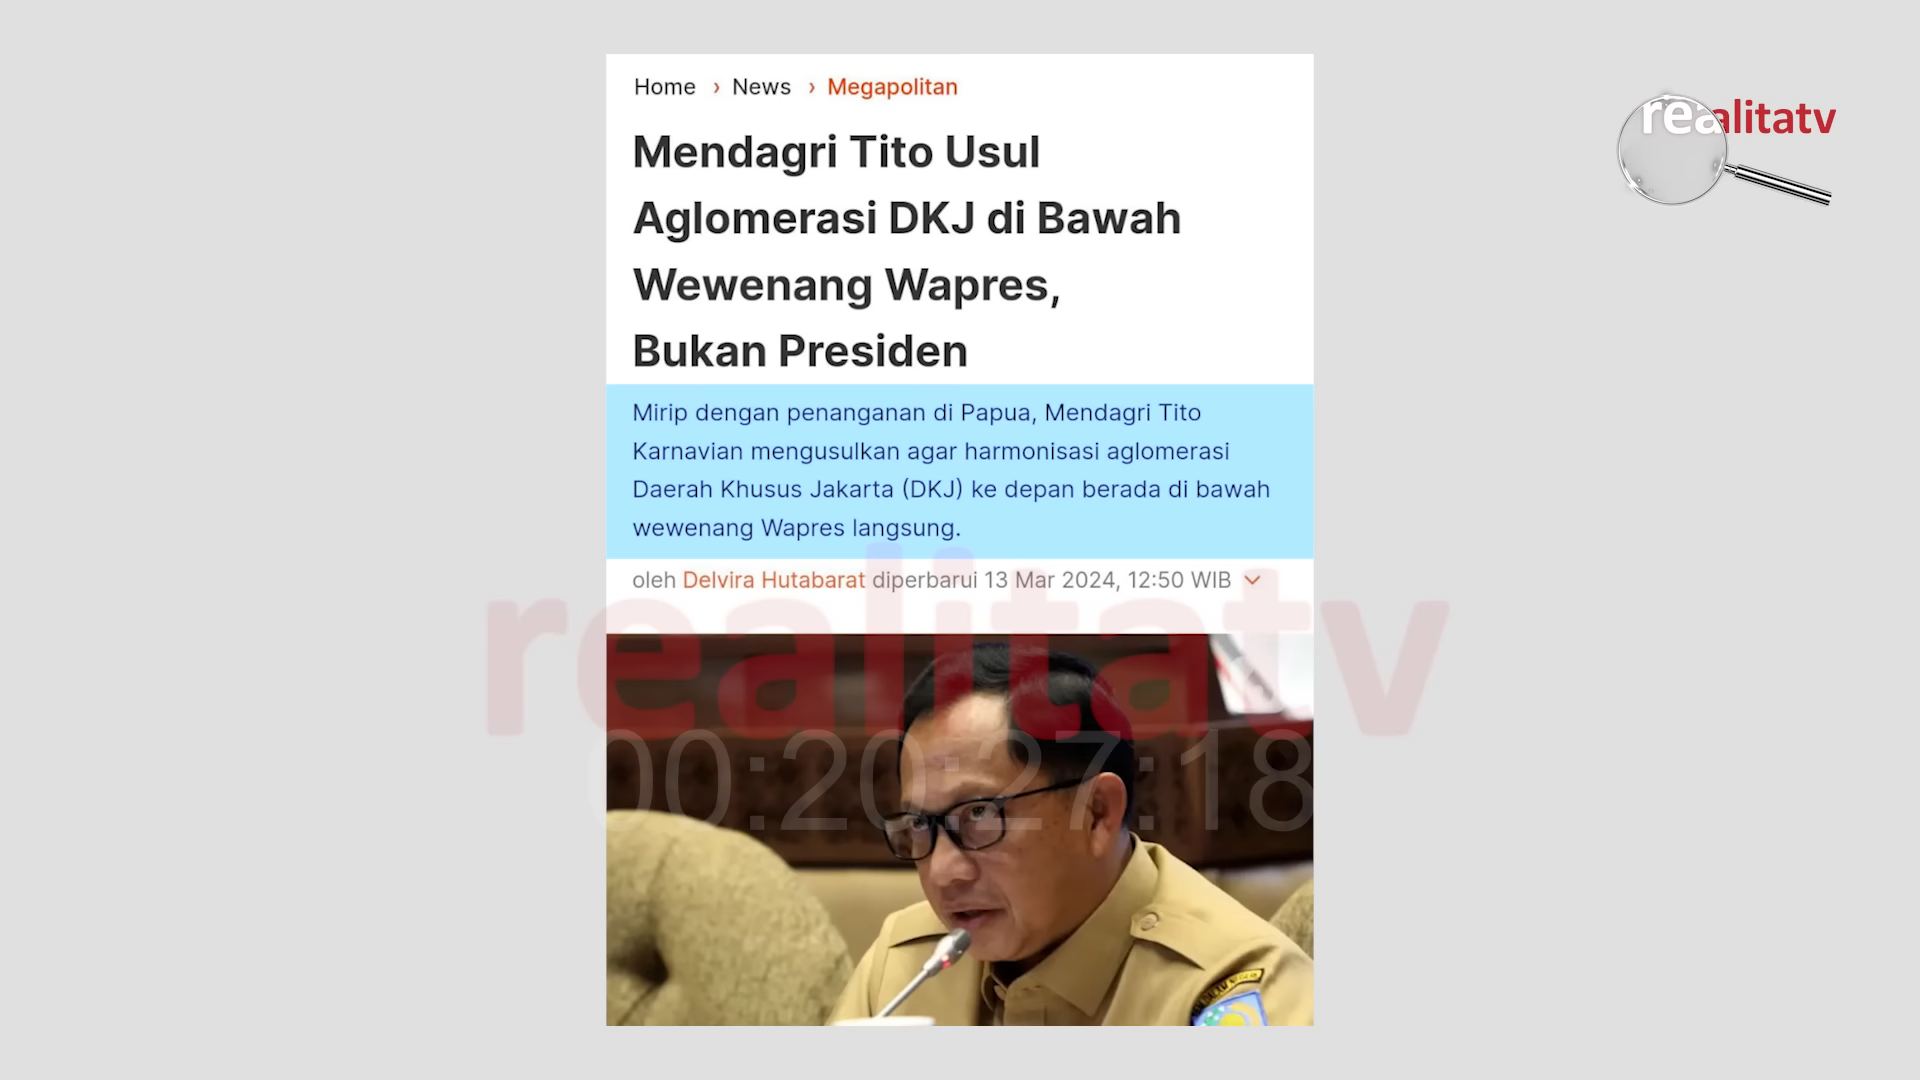 Home › News › Megapolitan
realitatv
Mendagri Tito Usul
Aglomerasi DKJ di Bawah
Wewenang Wapres,
Bukan Presiden
Mirip dengan penanganan di Papua, Mendagri Tito
Karnavian mengusulkan agar harmonisasi aglomerasi
Daerah Khusus Jakarta (DKJ) ke depan berada di bawah
wewenang Wapres langsung.
oleh Delvira Hutabarat diperbarui 13 Mar 2024, 12:50 WIB
realitatv
00:20:27:18